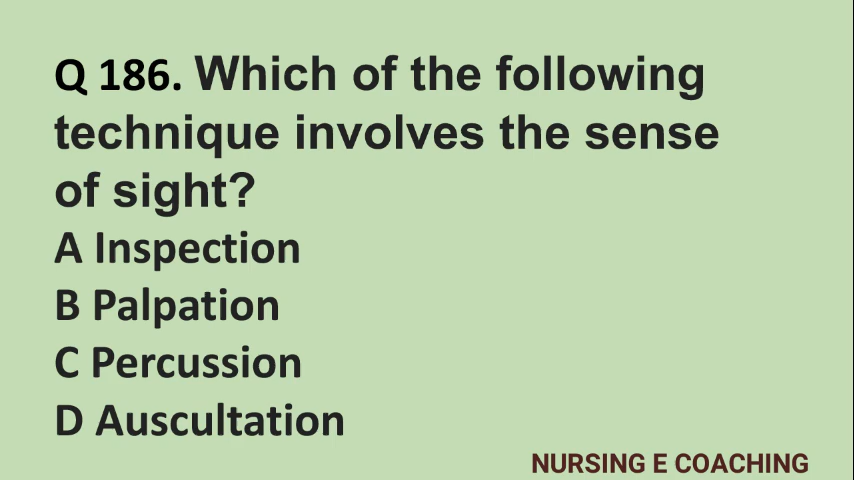 Q 186. Which of the following
technique involves the sense
of sight?
A Inspection
B Palpation
C Percussion
D Auscultation
NURSING E COACHING